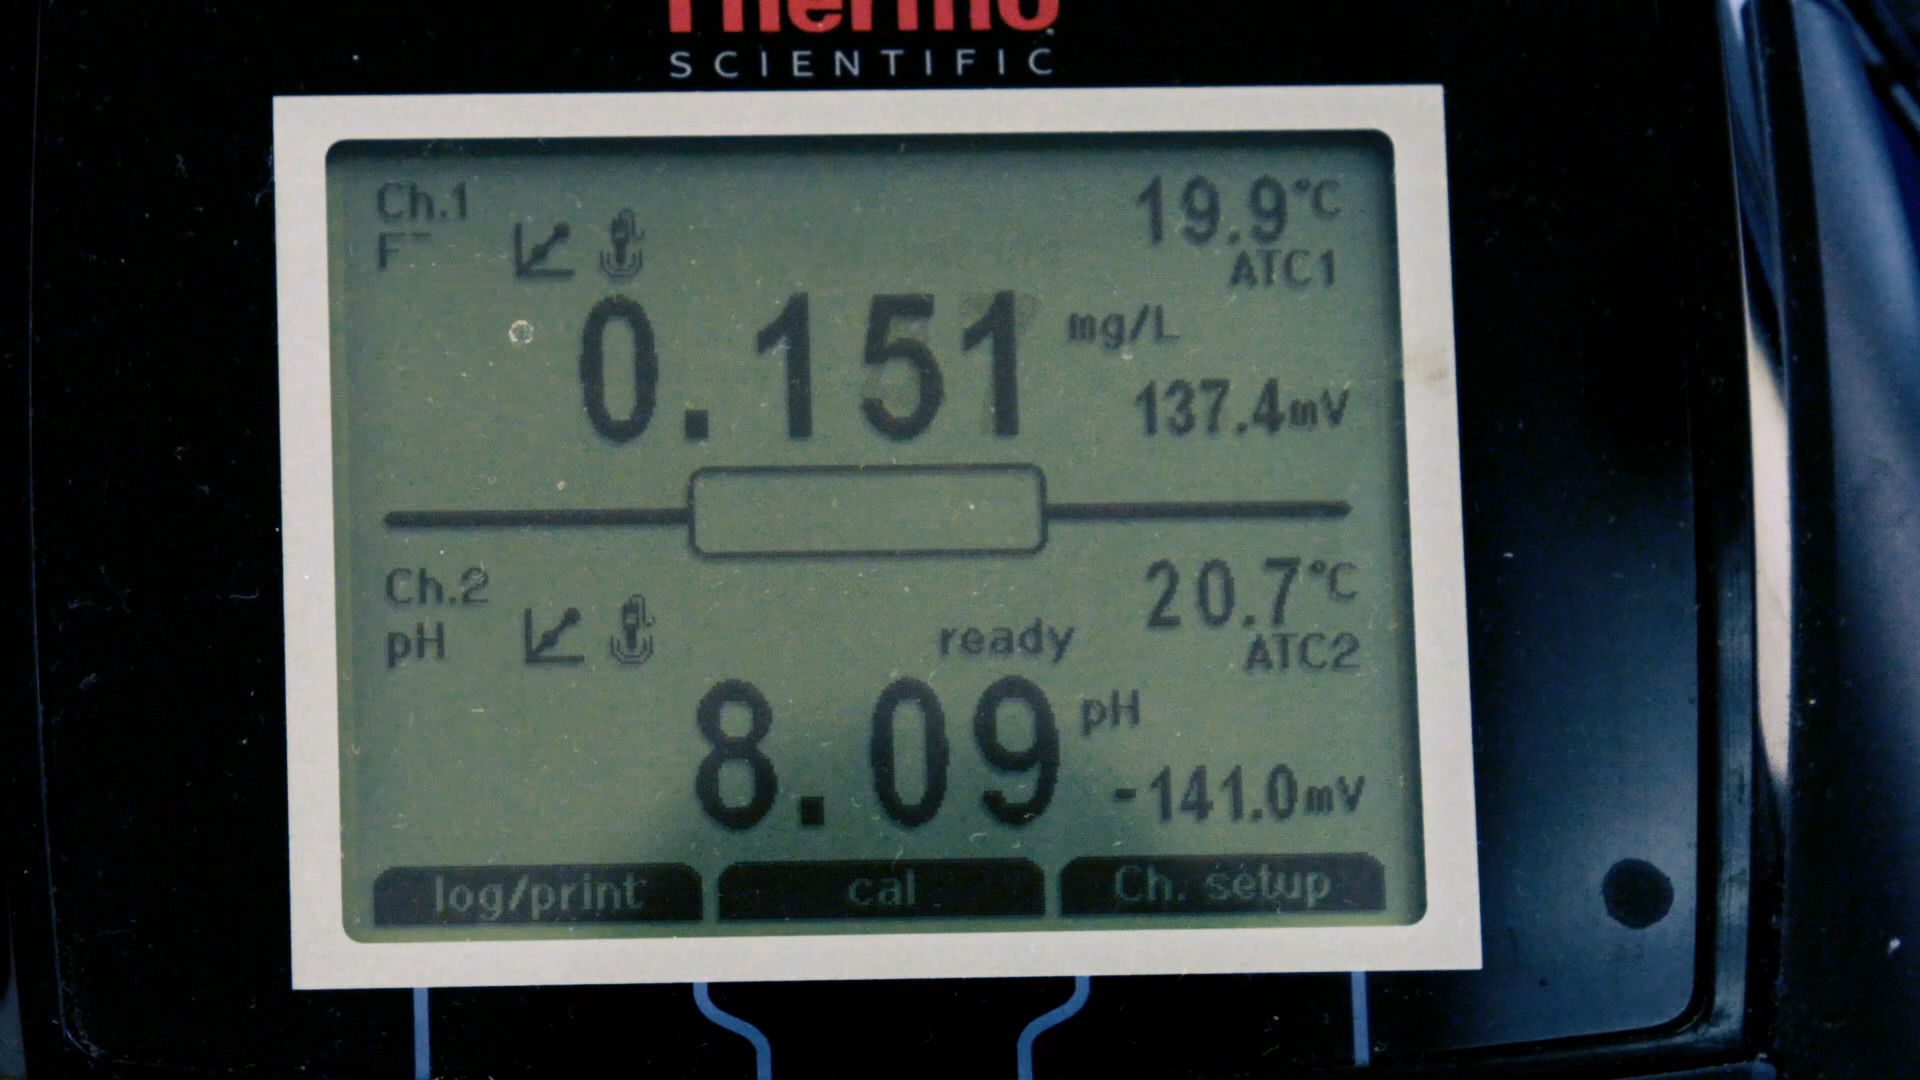 Thermo
SCIENTIFIC
Ch.1
F⁻
19.9°C
ATC1
0.151 mg/L
137.4mV
Ch.2
pH
ready
20.7°C
ATC2
8.09 pH
-141.0mV
log/print
cal
Ch. setup